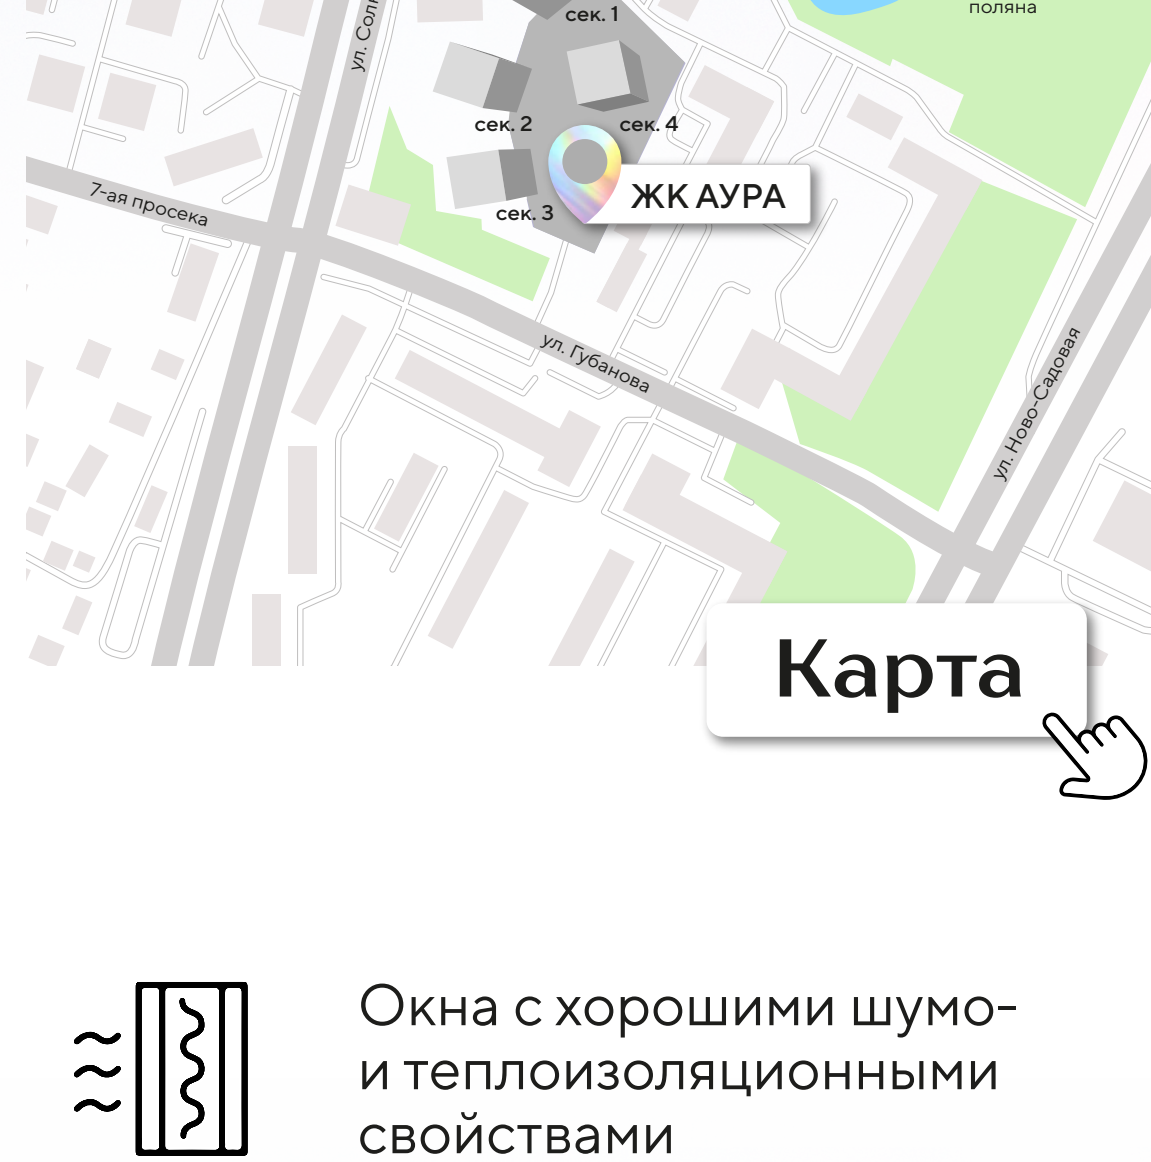 поляна
сек. 1
ул. Солн
сек. 2
сек. 4
7-ая просека
ЖК АУРА
сек. 3
ул. Губанова
ул. Ново-Садовая
Карта
Окна с хорошими шумо-
и теплоизоляционными
свойствами